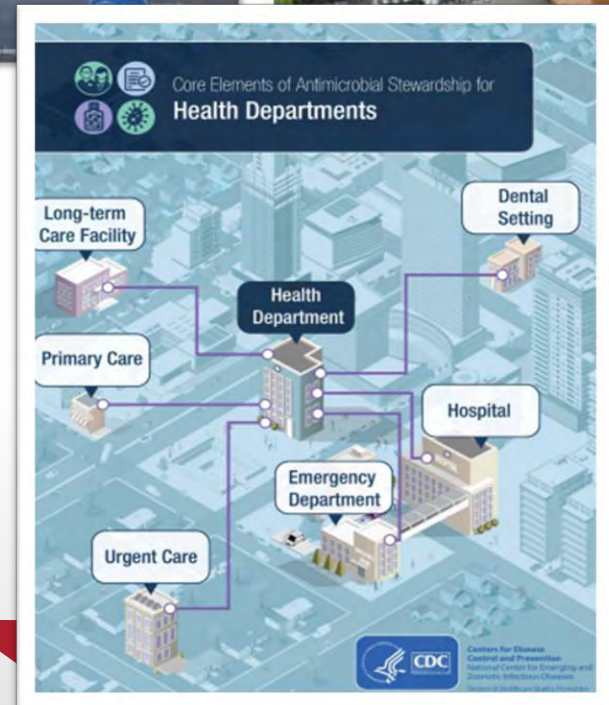 Core Elements of Antimicrobial Stewardship for
Health Departments
Long-term
Care Facility
Dental
Setting
Health
Department
Primary Care
Hospital
Emergency
Department
Urgent Care
CDC
Centers for Disease
Control and Prevention
National Center for Emerging and
Zoonotic Infectious Diseases